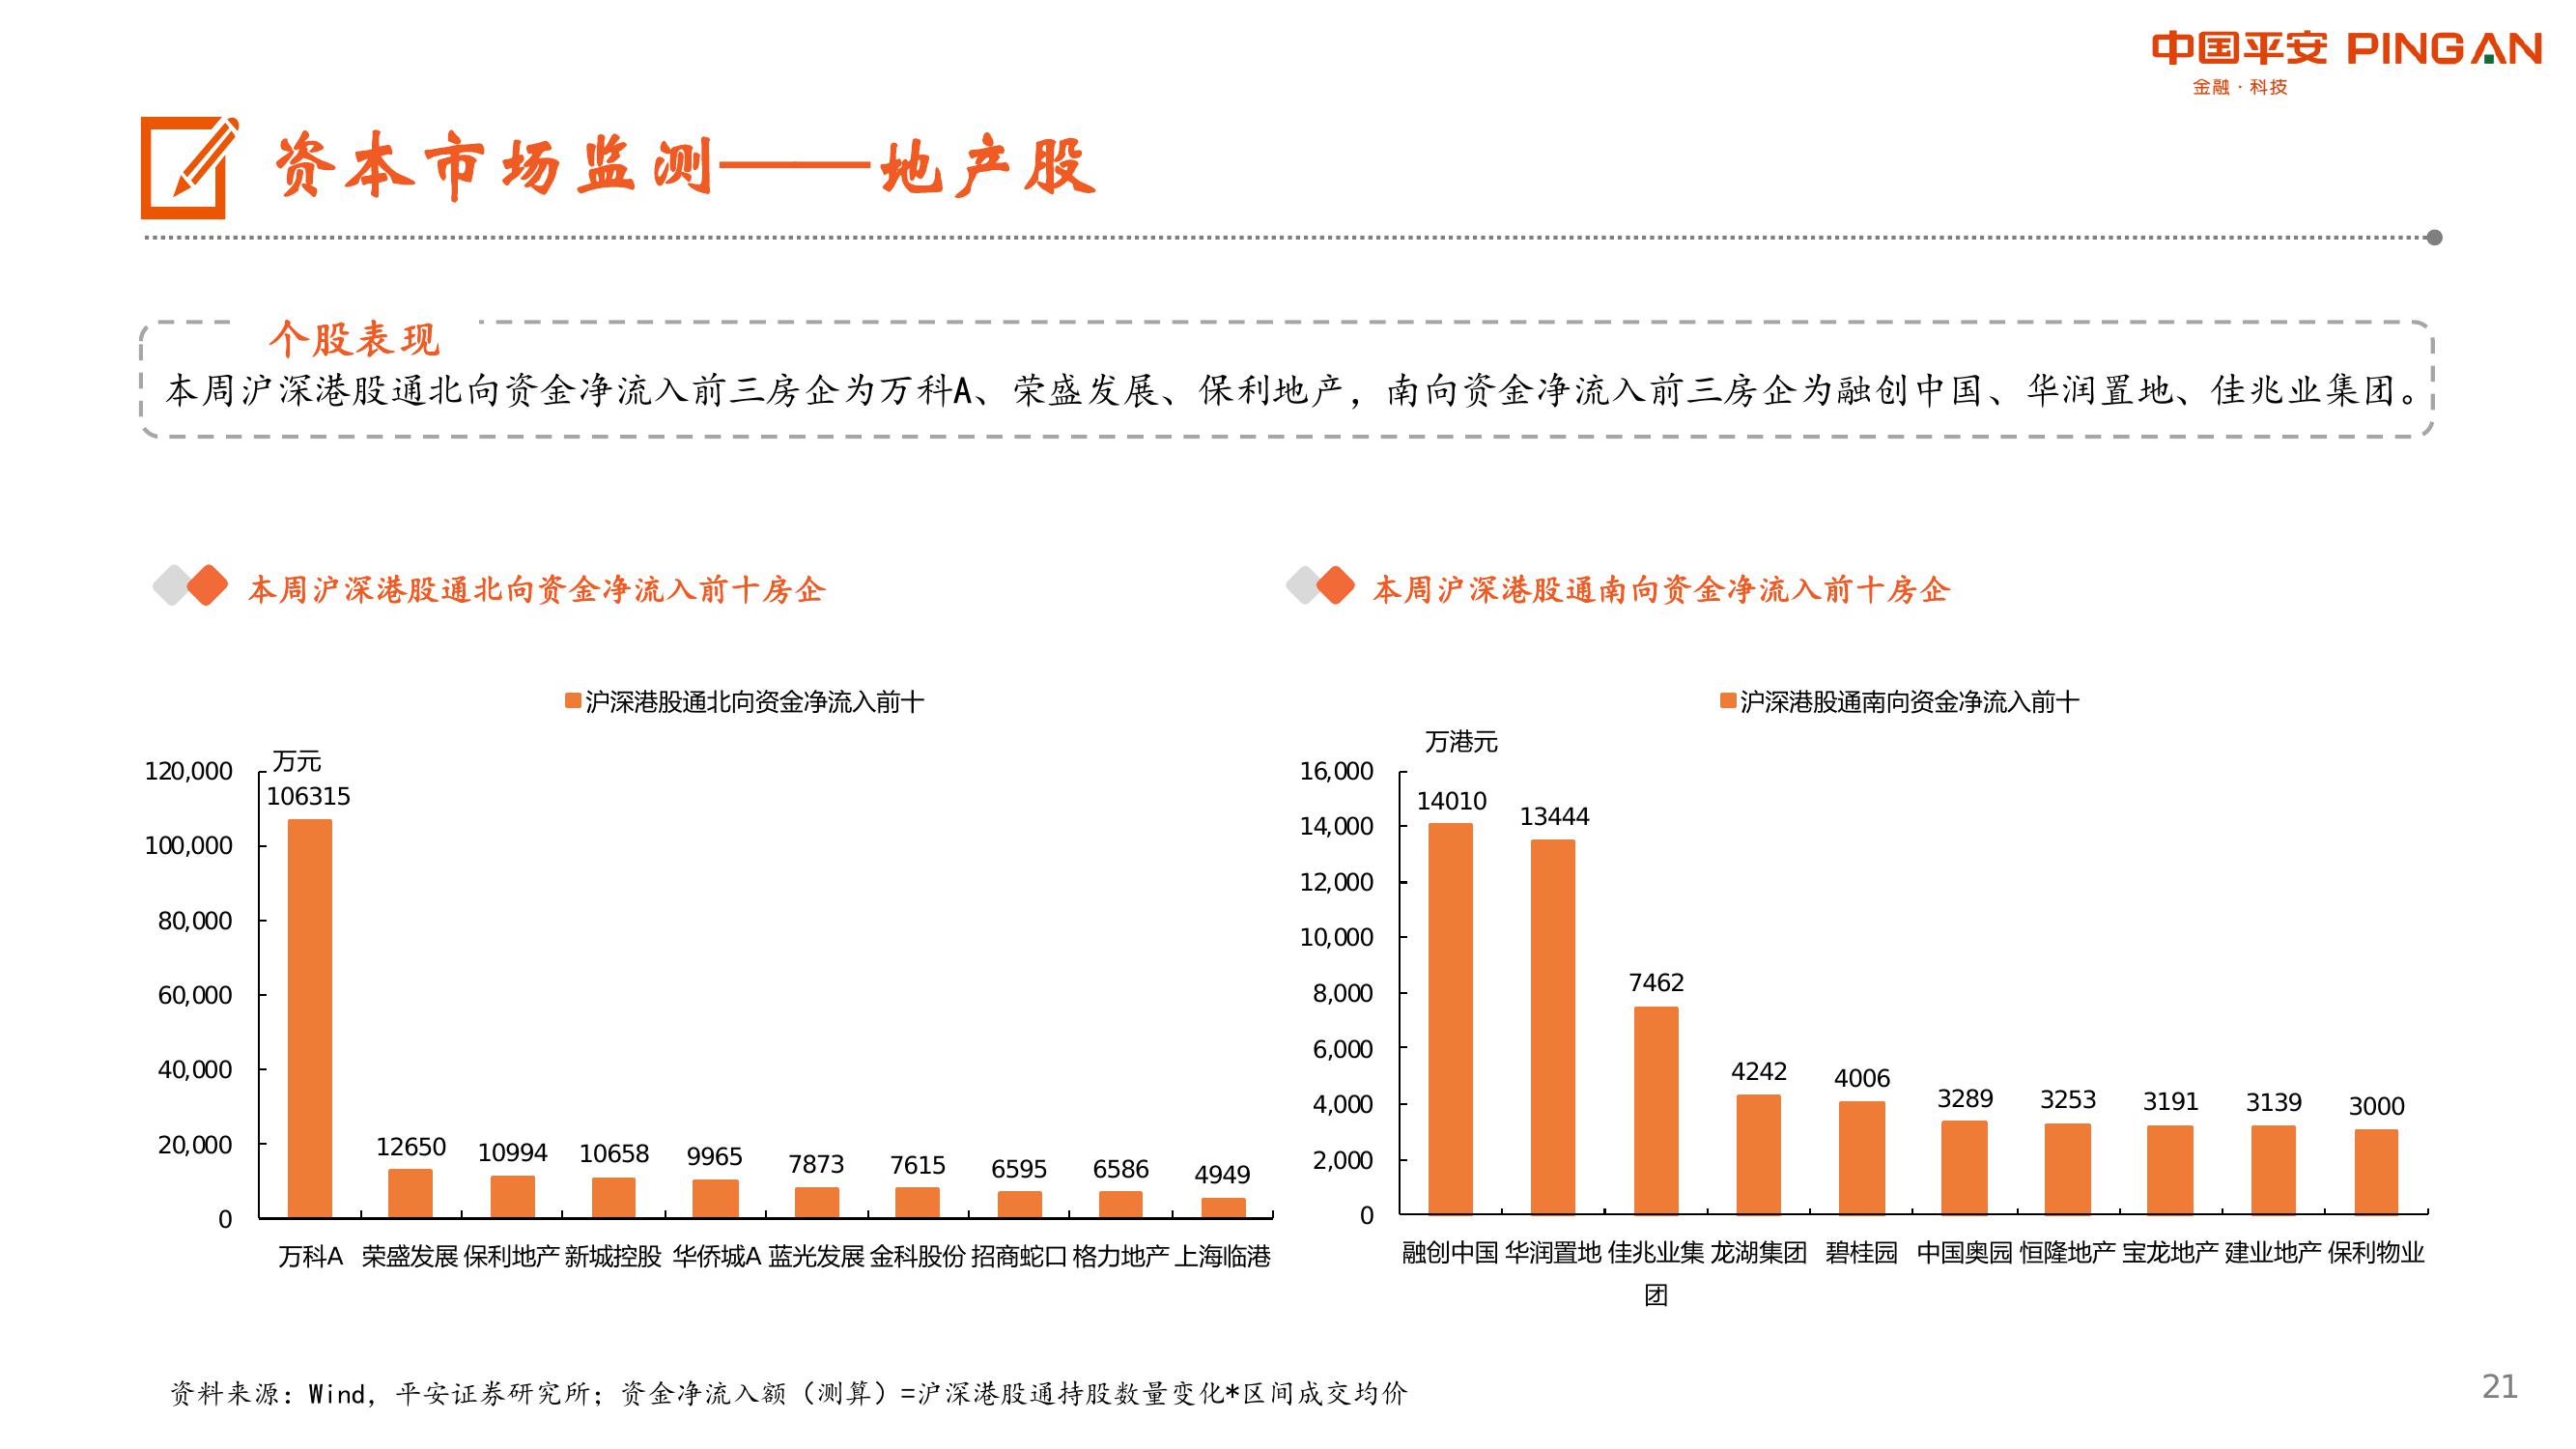 中国平安 PINGAN
金融·科技
资本市场监测——地产股
个股表现
本周沪深港股通北向资金净流入前三房企为万科A、荣盛发展、保利地产，南向资金净流入前三房企为融创中国、华润置地、佳兆业集团。
本周沪深港股通北向资金净流入前十房企
沪深港股通北向资金净流入前十
万元
120,000
100,000
80,000
60,000
40,000
20,000
0
106315
12650
10994
10658
9965
7873
7615
6595
6586
4949
万科A 荣盛发展 保利地产 新城控股 华侨城A 蓝光发展 金科股份 招商蛇口 格力地产 上海临港
本周沪深港股通南向资金净流入前十房企
沪深港股通南向资金净流入前十
万港元
16,000
14,000
12,000
10,000
8,000
6,000
4,000
2,000
0
14010
13444
7462
4242
4006
3289
3253
3191
3139
3000
融创中国 华润置地 佳兆业集 龙湖集团 碧桂园 中国奥园 恒隆地产 宝龙地产 建业地产 保利物业
团
资料来源：Wind，平安证券研究所；资金净流入额（测算）=沪深港股通持股数量变化*区间成交均价
21